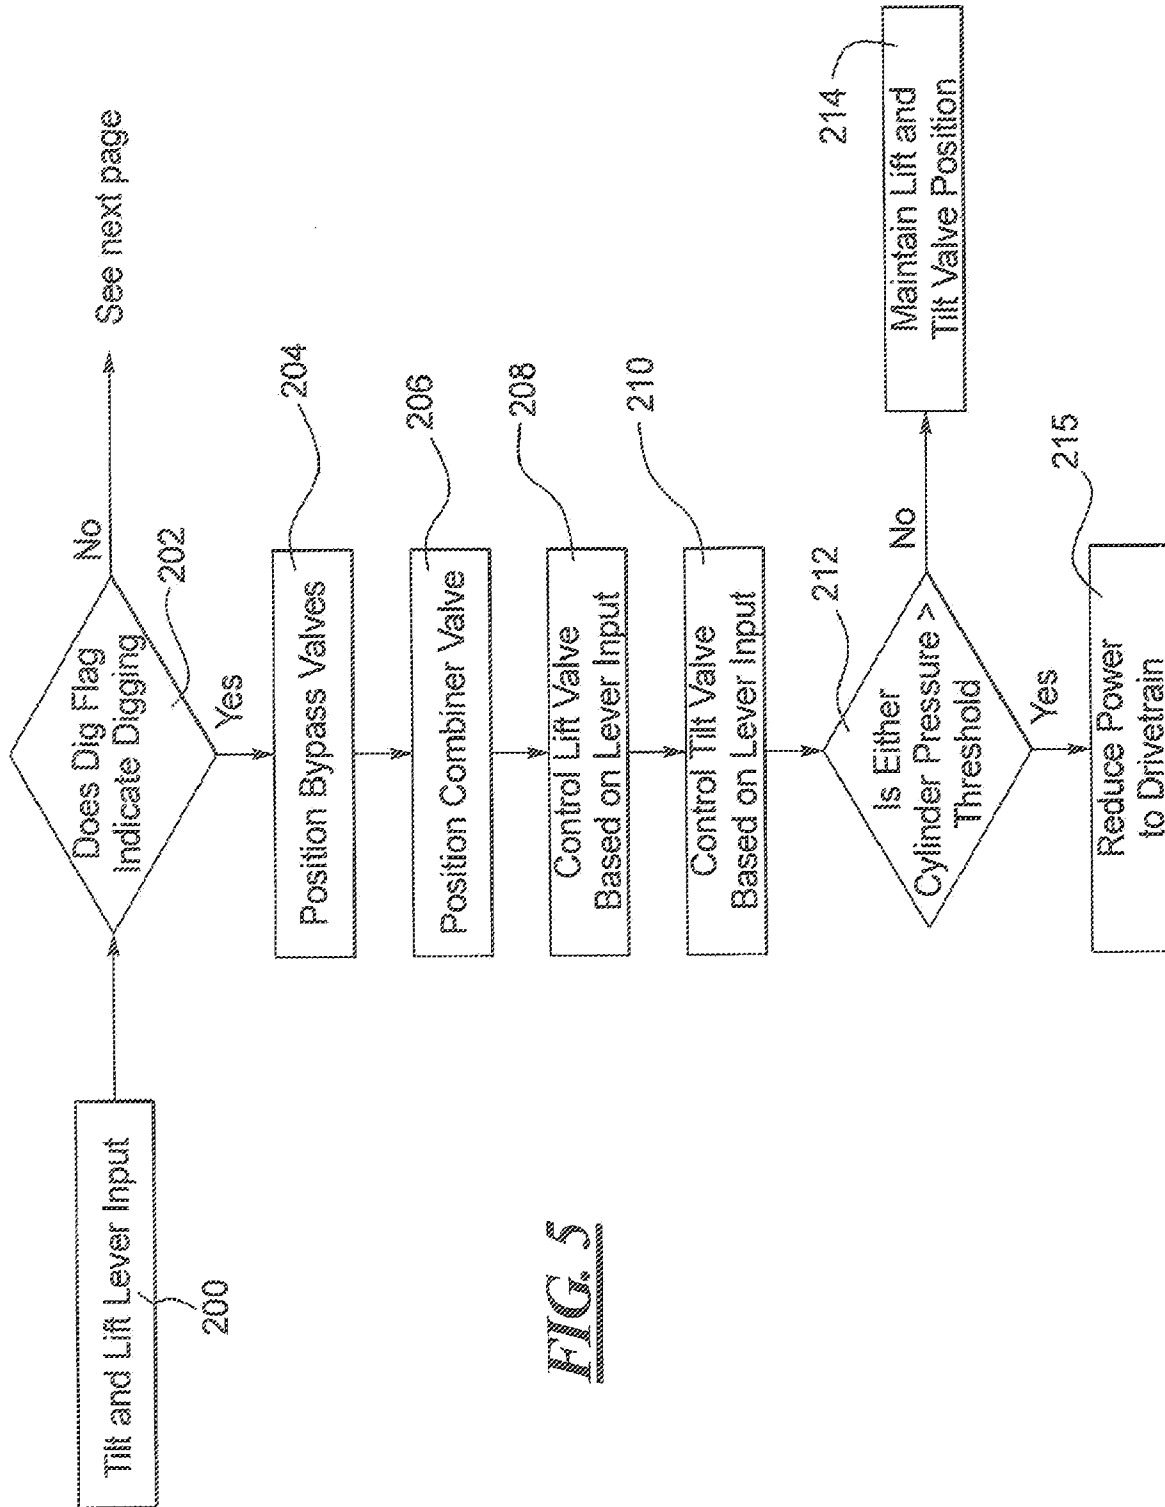 Tilt and Lift Lever Input
200
Does Dig Flag
Indicate Digging
202
No
See next page
Yes
Position Bypass Valves
204
Position Combiner Valve
206
Control Lift Valve
Based on Lever Input
208
Control Tilt Valve
Based on Lever Input
210
Is Either
Cylinder Pressure >
Threshold
212
No
Maintain Lift and
Tilt Valve Position
214
Yes
Reduce Power
to Drivetrain
215
FIG. 5